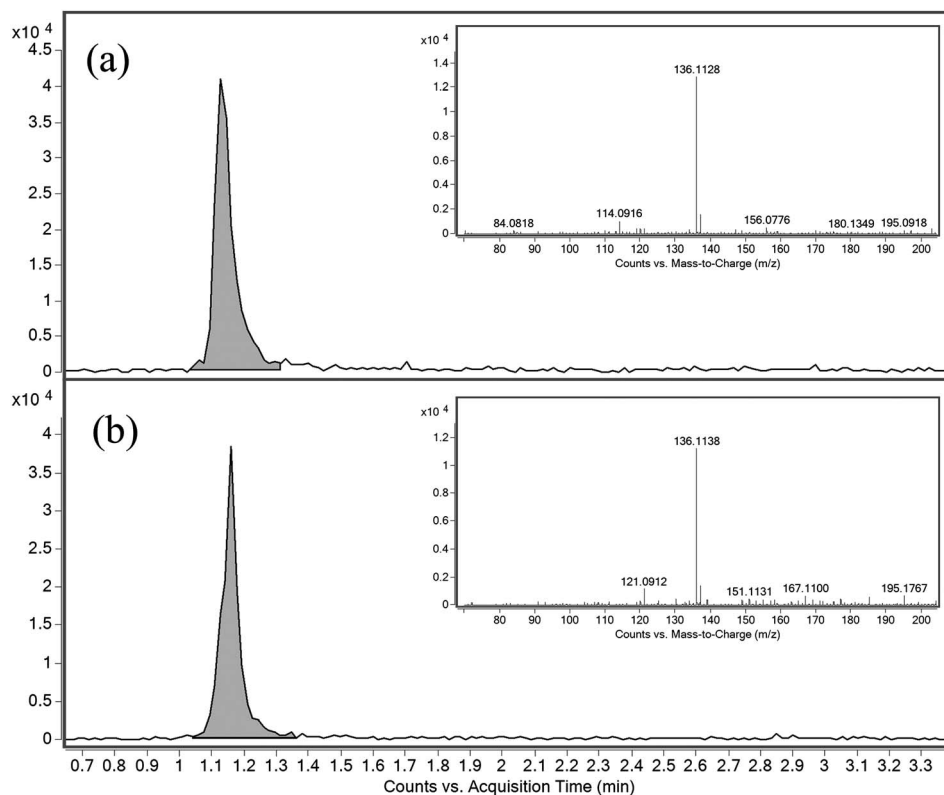 x10 4
(a)
4.5
4
3.5
3
2.5
2
1.5
1
0.5
0
x10 4
1.4
1.2
1
0.8
0.6
0.4
0.2
0
136.1128
84.0818 114.0916 156.0776 180.1349 195.0918
80 90 100 110 120 130 140 150 160 170 180 190 200
Counts vs. Mass-to-Charge (m/z)
x10 4
(b)
4
3.5
3
2.5
2
1.5
1
0.5
0
x10 4
1.4
1.2
1
0.8
0.6
0.4
0.2
0
136.1138
121.0912 151.1131 167.1100 195.1767
80 90 100 110 120 130 140 150 160 170 180 190 200
Counts vs. Mass-to-Charge (m/z)
0.7 0.8 0.9 1 1.1 1.2 1.3 1.4 1.5 1.6 1.7 1.8 1.9 2 2.1 2.2 2.3 2.4 2.5 2.6 2.7 2.8 2.9 3 3.1 3.2 3.3
Counts vs. Acquisition Time (min)